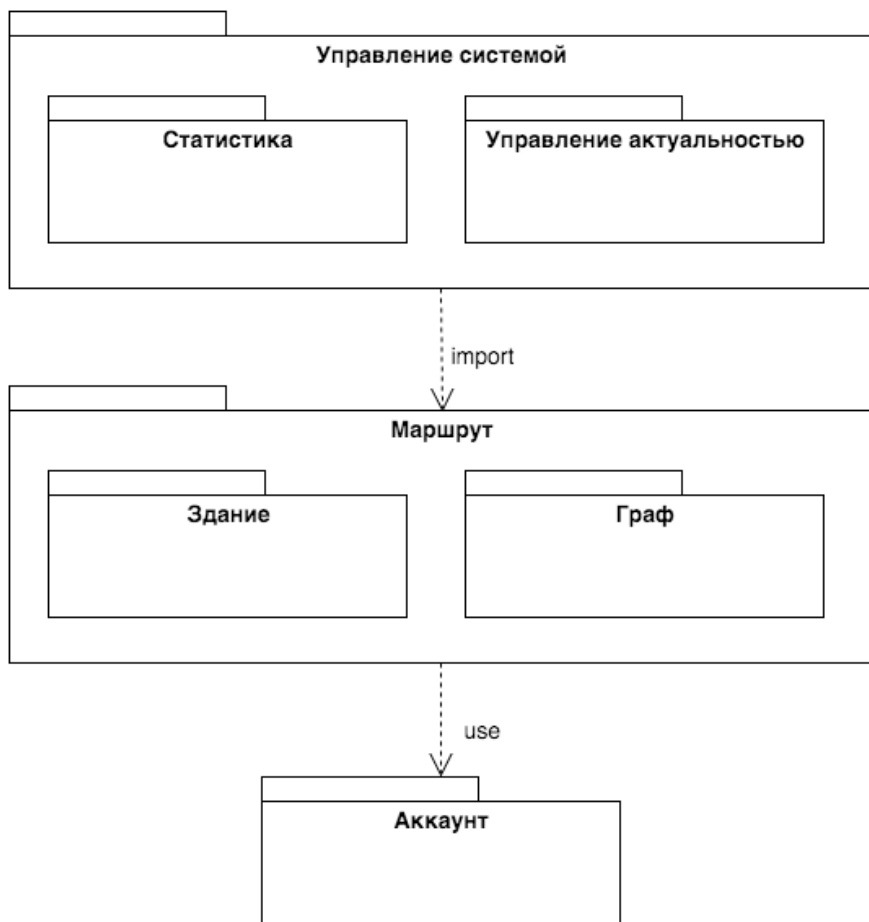 Управление системой
Статистика
Управление актуальностью
import
Маршрут
Здание
Граф
use
Аккаунт